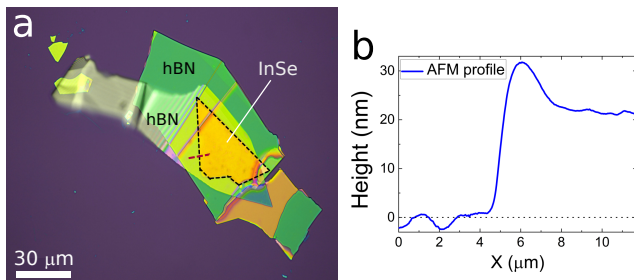 a
hBN
InSe
hBN
30 μm
b
AFM profile
Height (nm)
30
20
10
0
0
2
4
6
8
10
X (μm)